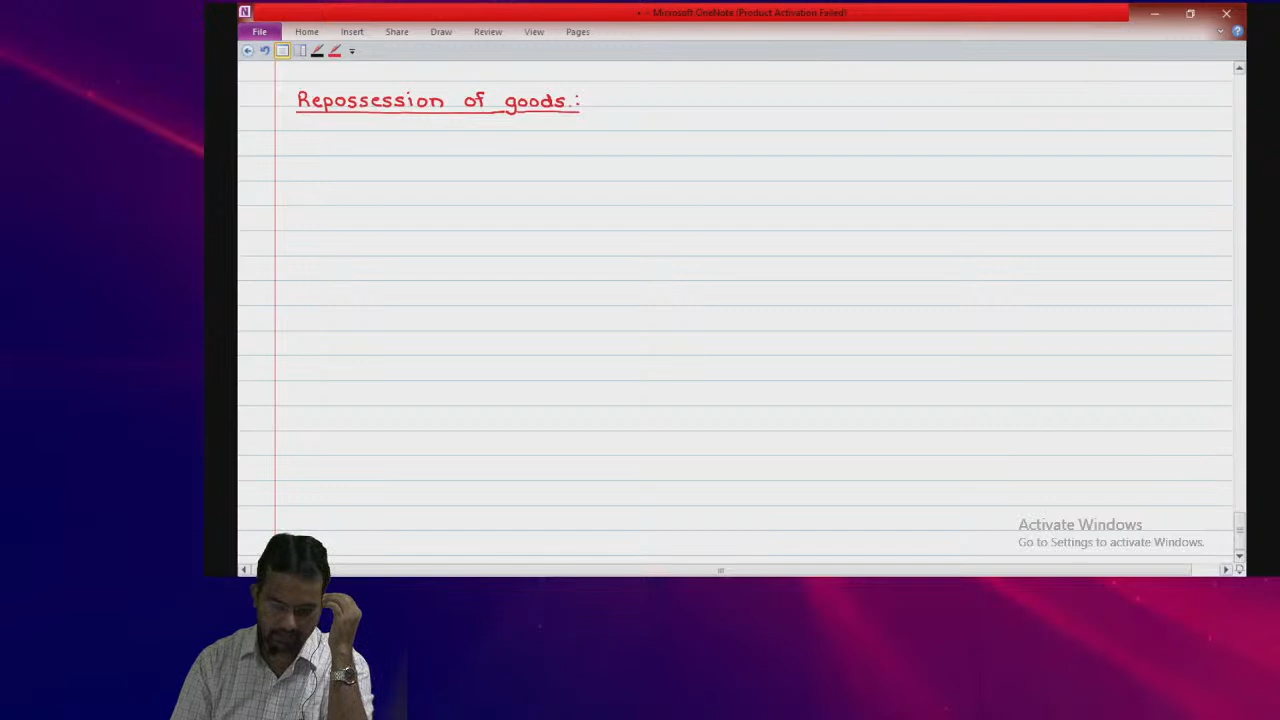 Microsoft OneNote (Product Activation Failed)
File Home Insert Share Draw Review View Pages
Repossession of goods.:
Activate Windows
Go to Settings to activate Windows.